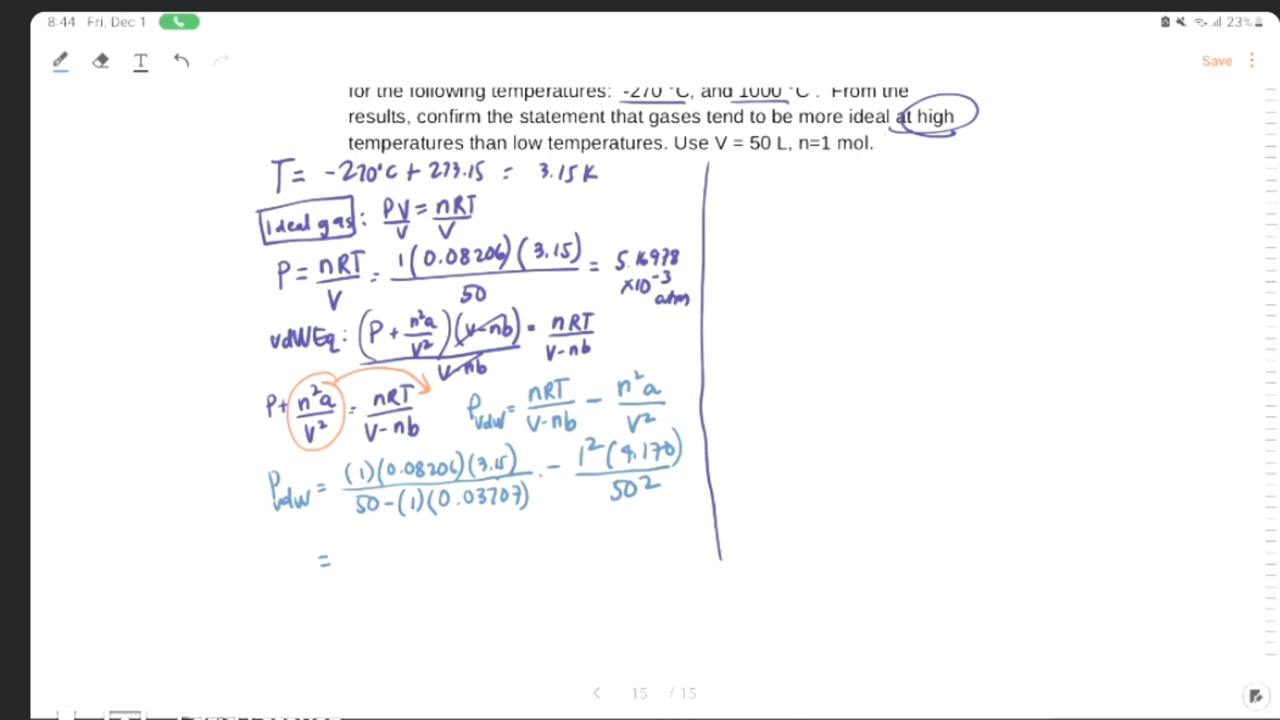 8:44 Fri, Dec 1
23%
T
Save
for the following temperatures: -270 °C, and 1000 °C . From the
results, confirm the statement that gases tend to be more ideal at high
temperatures than low temperatures. Use V = 50 L, n=1 mol.
T = -270°C + 273.15 = 3.15 K
Ideal gas : PV/V = nRT/V
P = nRT/V = 1(0.08206)(3.15)/50 = 5.16978 ×10⁻³ atm
vdW Eq: (P + n²a/V²)(V-nb)/V-nb = nRT/V-nb
P + n²a/V² = nRT/V-nb
Pvdw = nRT/V-nb − n²a/V²
Pvdw = (1)(0.08206)(3.15)/50-(1)(0.03707) − 1²(4.170)/50²
=
15 / 15